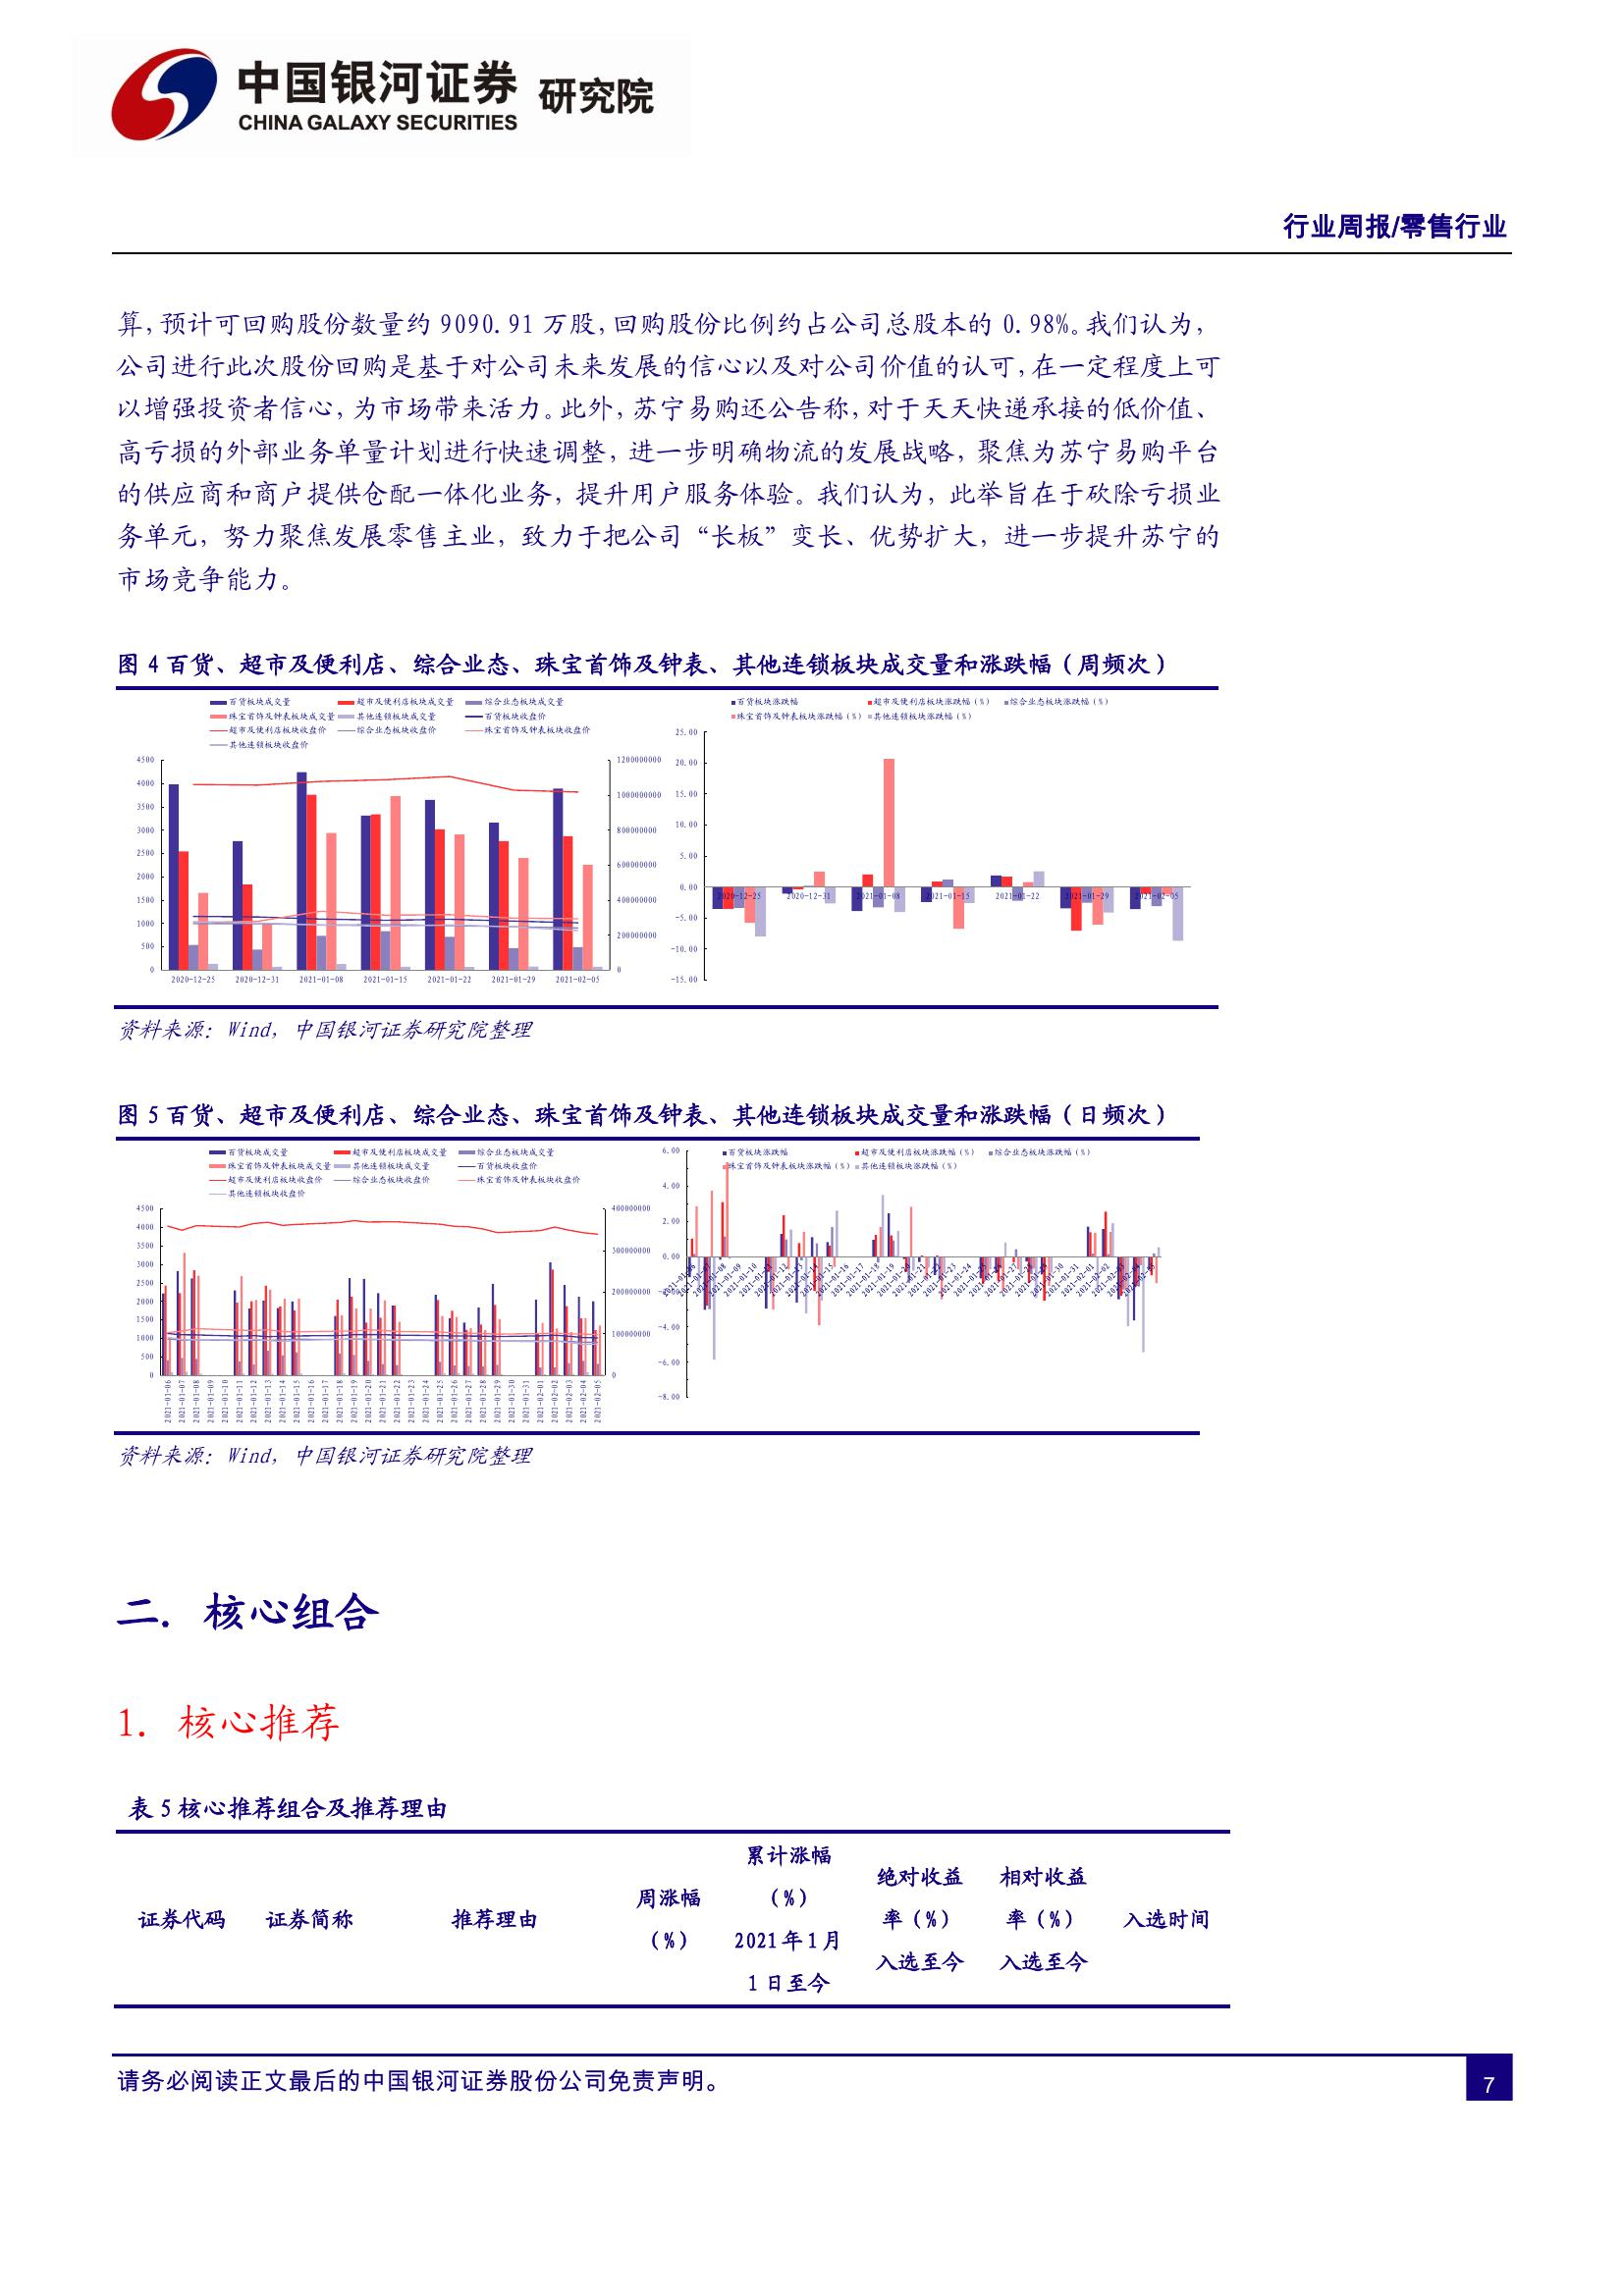 中国银河证券 研究院
CHINA GALAXY SECURITIES
行业周报/零售行业
算,预计可回购股份数量约 9090.91 万股,回购股份比例约占公司总股本的 0.98%。我们认为,
公司进行此次股份回购是基于对公司未来发展的信心以及对公司价值的认可,在一定程度上可
以增强投资者信心,为市场带来活力。此外,苏宁易购还公告称,对于天天快递承接的低价值、
高亏损的外部业务单量计划进行快速调整,进一步明确物流的发展战略,聚焦为苏宁易购平台
的供应商和商户提供仓配一体化业务,提升用户服务体验。我们认为,此举旨在于砍除亏损业
务单元,努力聚焦发展零售主业,致力于把公司“长板”变长、优势扩大,进一步提升苏宁的
市场竞争能力。
图 4 百货、超市及便利店、综合业态、珠宝首饰及钟表、其他连锁板块成交量和涨跌幅（周频次）
百货板块成交量 超市及便利店板块成交量 综合业态板块成交量
珠宝首饰及钟表板块成交量 其他连锁板块成交量 百货板块收盘价
超市及便利店板块收盘价 综合业态板块收盘价 珠宝首饰及钟表板块收盘价
其他连锁板块收盘价
4500
4000
3500
3000
2500
2000
1500
1000
500
0
1200000000
1000000000
800000000
600000000
400000000
200000000
0
2020-12-25 2020-12-31 2021-01-08 2021-01-15 2021-01-22 2021-01-29 2021-02-05
百货板块涨跌幅 超市及便利店板块涨跌幅（%） 综合业态板块涨跌幅（%）
珠宝首饰及钟表板块涨跌幅（%） 其他连锁板块涨跌幅（%）
25.00
20.00
15.00
10.00
5.00
0.00
-5.00
-10.00
-15.00
2020-12-25 2020-12-31 2021-01-08 2021-01-15 2021-01-22 2021-01-29 2021-02-05
资料来源：Wind，中国银河证券研究院整理
图 5 百货、超市及便利店、综合业态、珠宝首饰及钟表、其他连锁板块成交量和涨跌幅（日频次）
百货板块成交量 超市及便利店板块成交量 综合业态板块成交量
珠宝首饰及钟表板块成交量 其他连锁板块成交量 百货板块收盘价
超市及便利店板块收盘价 综合业态板块收盘价 珠宝首饰及钟表板块收盘价
其他连锁板块收盘价
4500
4000
3500
3000
2500
2000
1500
1000
500
0
400000000
300000000
200000000
100000000
0
2021-01-06 2021-01-07 2021-01-08 2021-01-09 2021-01-10 2021-01-11 2021-01-12 2021-01-13 2021-01-14 2021-01-15 2021-01-16 2021-01-17 2021-01-18 2021-01-19 2021-01-20 2021-01-21 2021-01-22 2021-01-23 2021-01-24 2021-01-25 2021-01-26 2021-01-27 2021-01-28 2021-01-29 2021-01-30 2021-01-31 2021-02-01 2021-02-02 2021-02-03 2021-02-04 2021-02-05
百货板块涨跌幅 超市及便利店板块涨跌幅（%） 综合业态板块涨跌幅（%）
珠宝首饰及钟表板块涨跌幅（%） 其他连锁板块涨跌幅（%）
6.00
4.00
2.00
0.00
-4.00
-6.00
-8.00
资料来源：Wind，中国银河证券研究院整理
二. 核心组合
1. 核心推荐
表 5 核心推荐组合及推荐理由
证券代码 证券简称 推荐理由 周涨幅（%） 累计涨幅（%）2021 年 1 月 1 日至今 绝对收益率（%）入选至今 相对收益率（%）入选至今 入选时间
请务必阅读正文最后的中国银河证券股份公司免责声明。
7